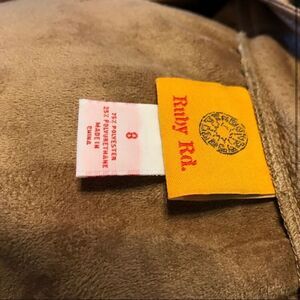 Ruby Rd.
8
75% POLYESTER
25% POLYURETHANE
MADE IN
CHINA